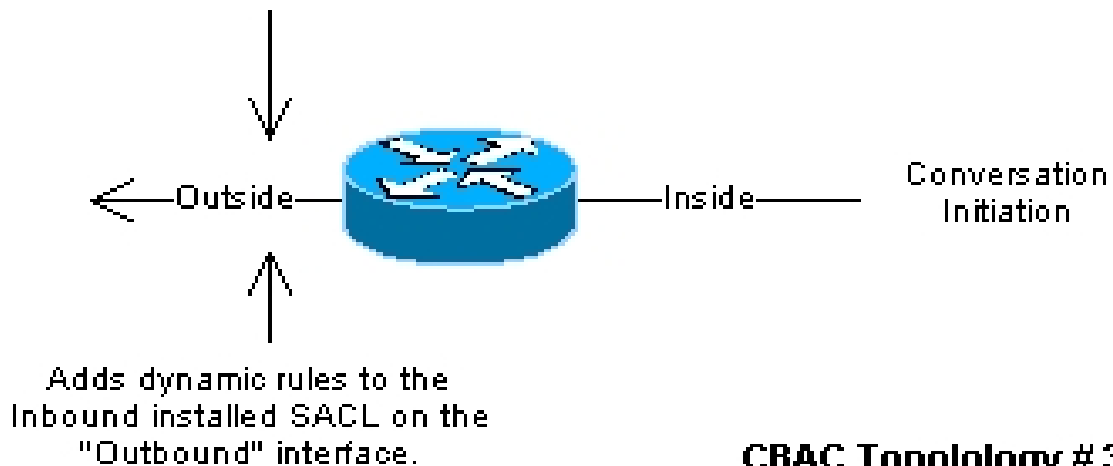 Outside
Inside
Conversation
Initiation
Adds dynamic rules to the
Inbound installed SACL on the
"Outbound" interface.
CBAC Topolology #